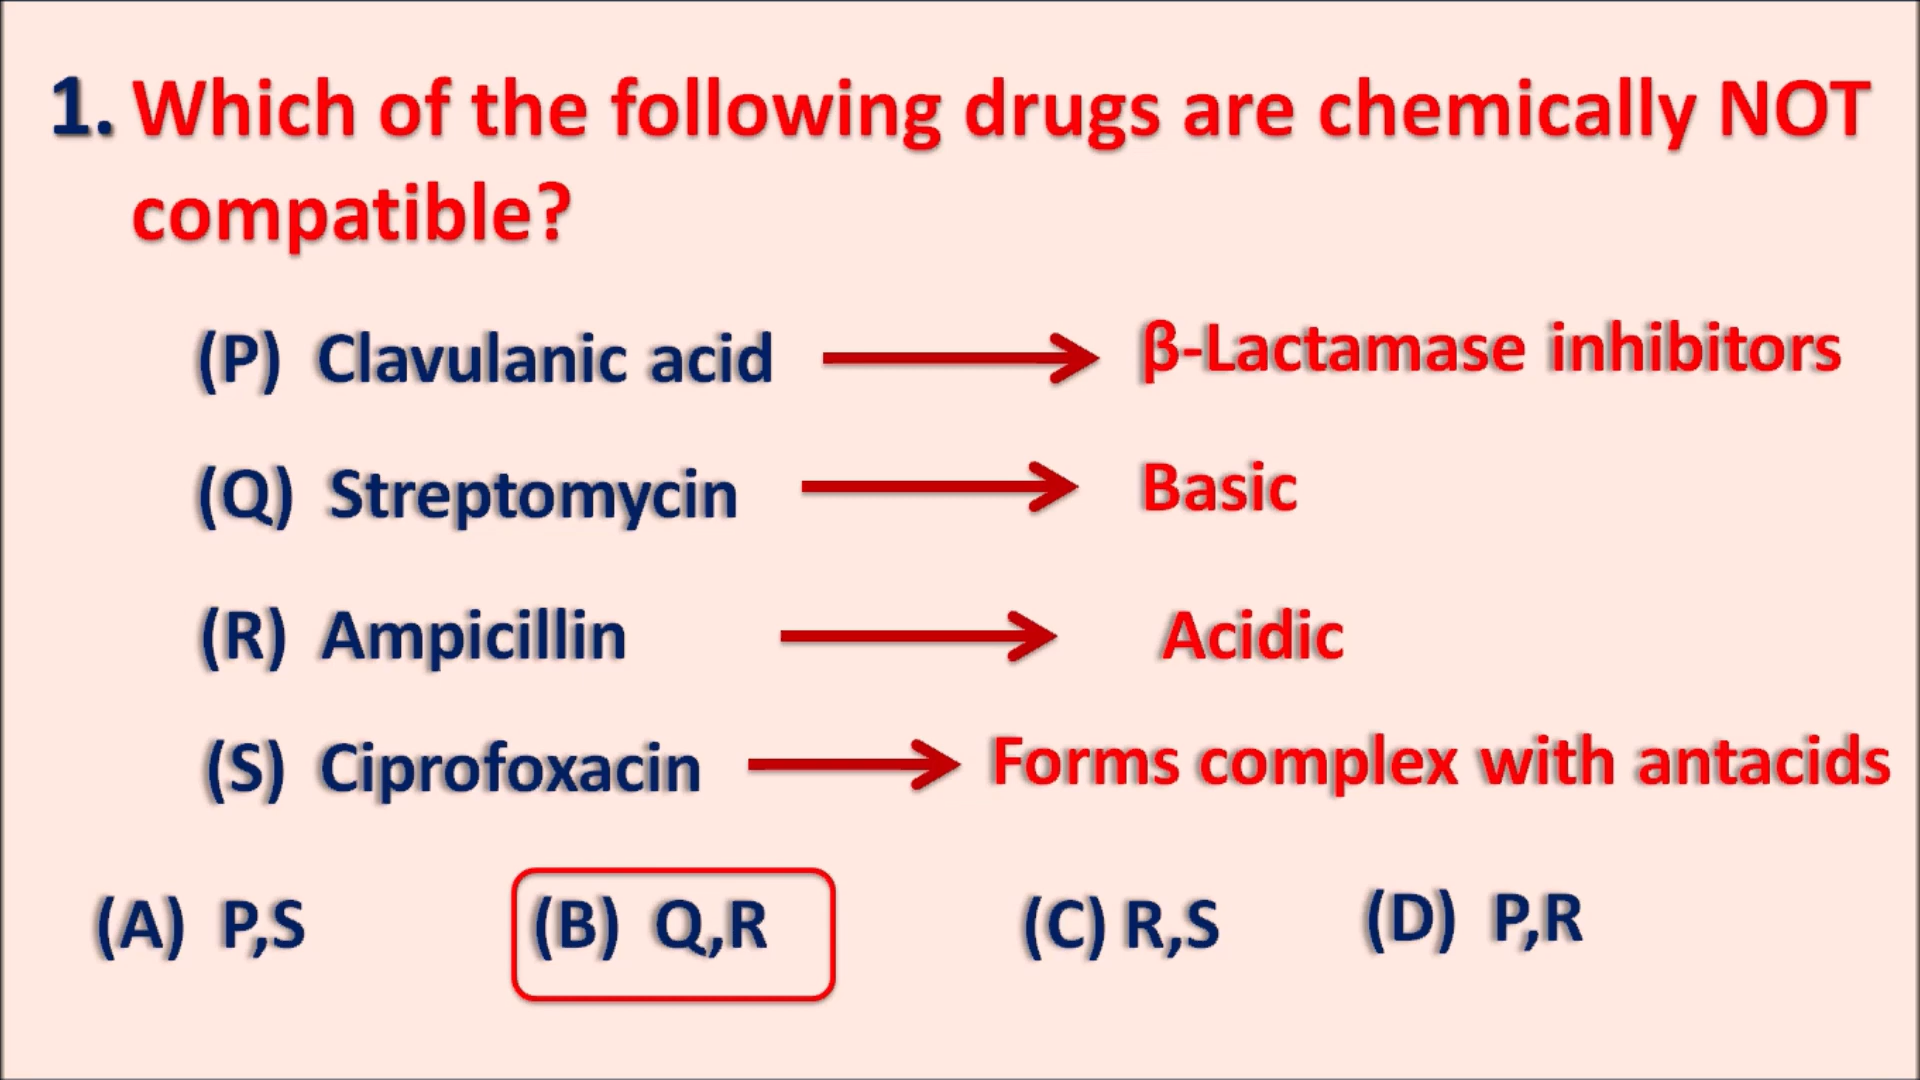 1. Which of the following drugs are chemically NOT
compatible?
(P) Clavulanic acid β-Lactamase inhibitors
(Q) Streptomycin Basic
(R) Ampicillin Acidic
(S) Ciprofoxacin Forms complex with antacids
(A) P,S (B) Q,R (C) R,S (D) P,R